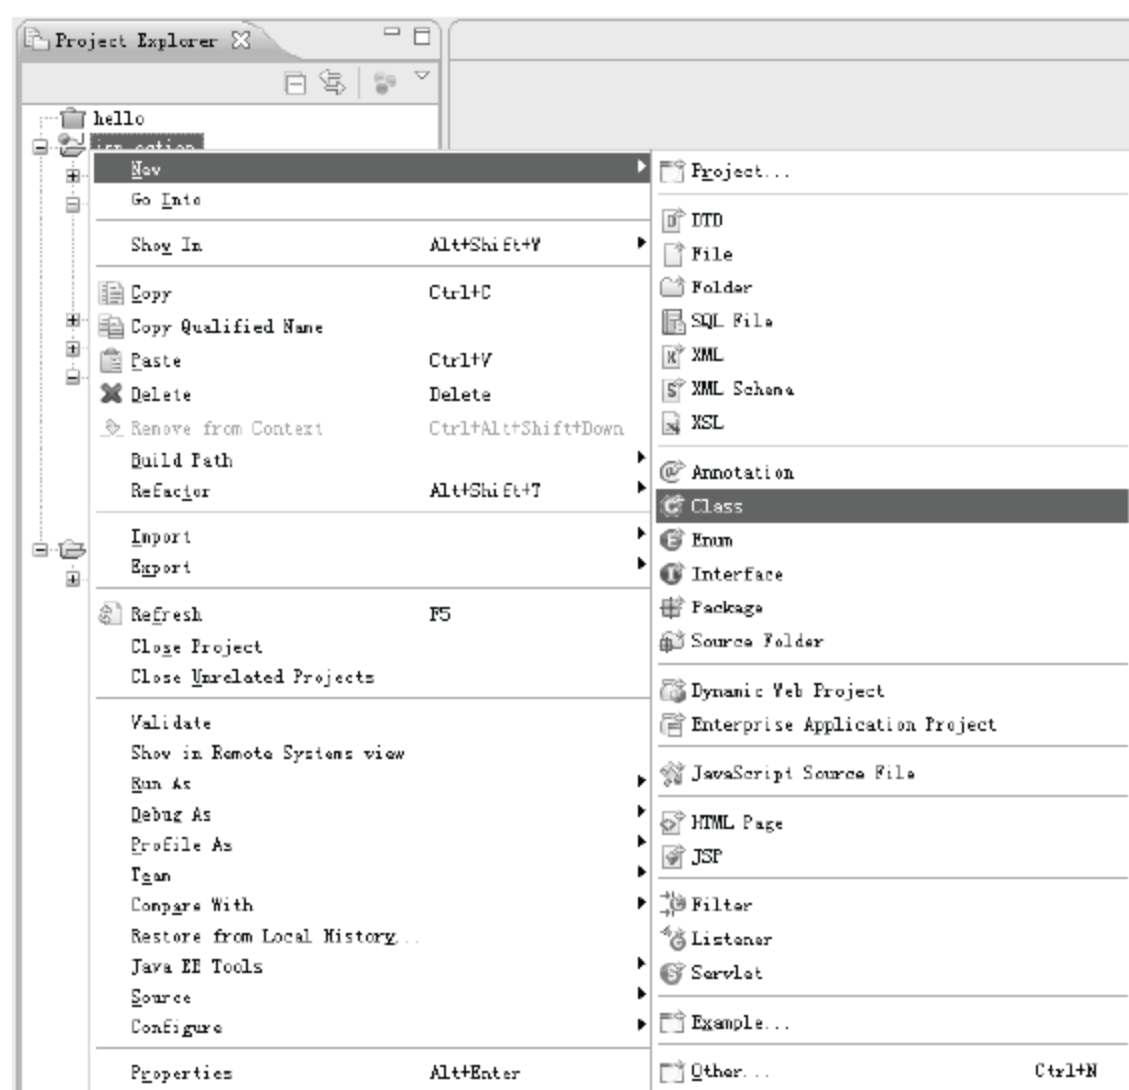 Project Explorer
hello
New
Go Into
Show In Alt+Shift+W
Copy Ctrl+C
Copy Qualified Name
Paste Ctrl+V
Delete Delete
Remove from Context Ctrl+Alt+Shift+Down
Build Path
Refactor Alt+Shift+T
Import
Export
Refresh F5
Close Project
Close Unrelated Projects
Validate
Show in Remote Systems view
Run As
Debug As
Profile As
Team
Compare With
Restore from Local History...
Java EE Tools
Source
Configure
Properties Alt+Enter
Project...
DTD
File
Folder
SQL File
XML
XML Schema
XSL
Annotation
Class
Enum
Interface
Package
Source Folder
Dynamic Web Project
Enterprise Application Project
JavaScript Source File
HTML Page
JSP
Filter
Listener
Servlet
Example...
Other... Ctrl+N